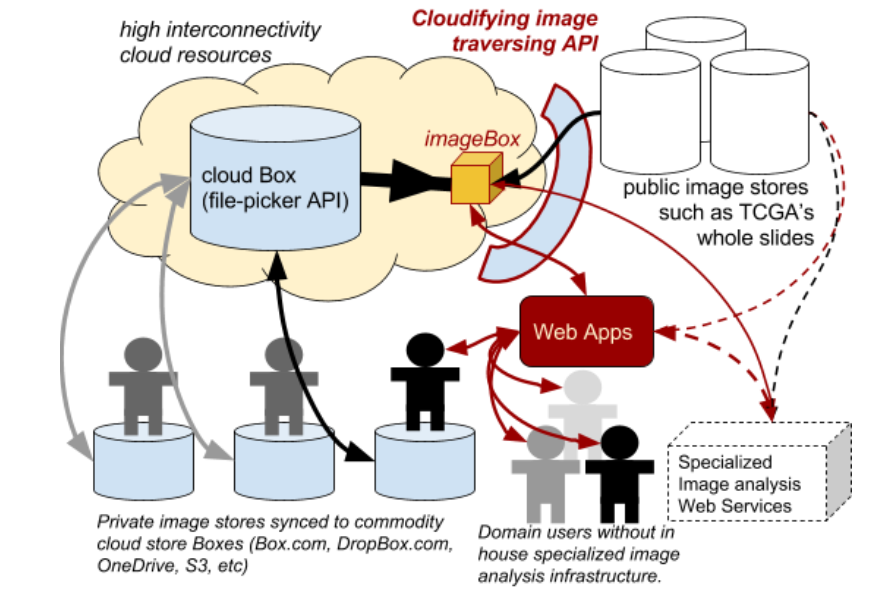 high interconnectivity
cloud resources
Cloudifying image
traversing API
imageBox
cloud Box
(file-picker API)
public image stores
such as TCGA's
whole slides
Web Apps
Specialized
Image analysis
Web Services
Private image stores synced to commodity
cloud store Boxes (Box.com, DropBox.com,
OneDrive, S3, etc)
Domain users without in
house specialized image
analysis infrastructure.